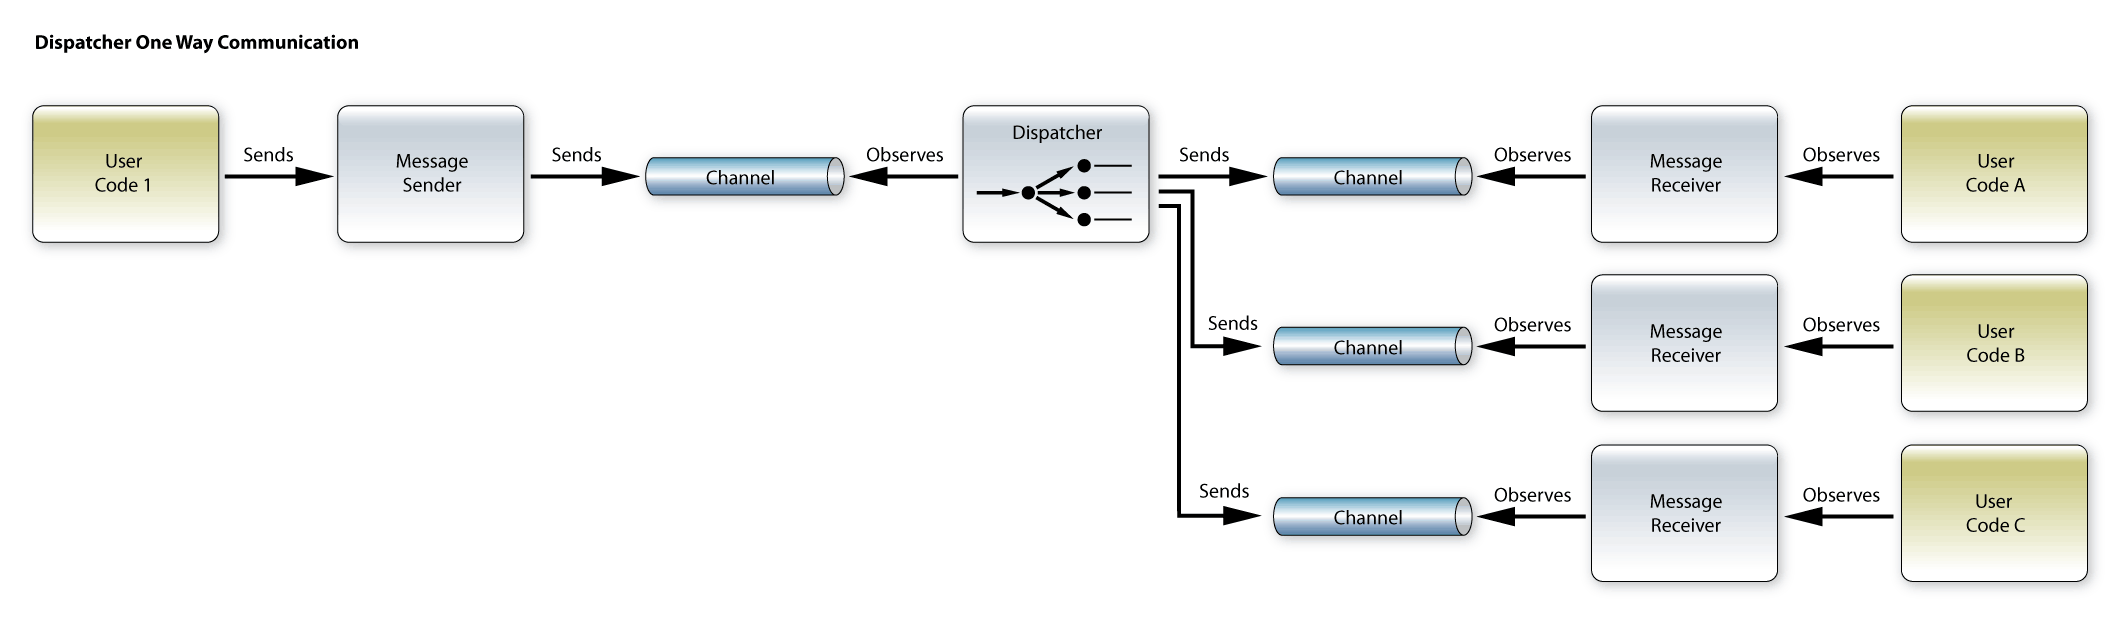 Dispatcher One Way Communication
User
Code 1
Sends
Message
Sender
Sends
Channel
Observes
Dispatcher
Sends
Channel
Observes
Message
Receiver
Observes
User
Code A
Sends
Channel
Observes
Message
Receiver
Observes
User
Code B
Sends
Channel
Observes
Message
Receiver
Observes
User
Code C